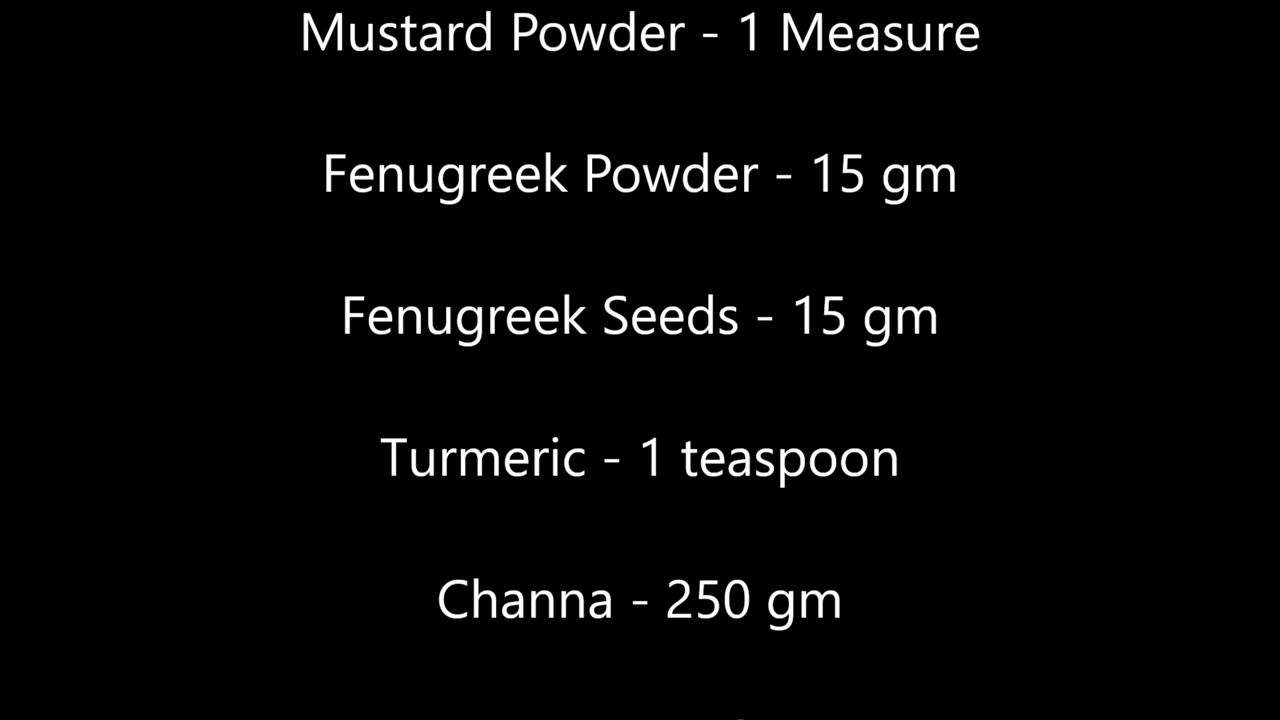 Mustard Powder - 1 Measure
Fenugreek Powder - 15 gm
Fenugreek Seeds - 15 gm
Turmeric - 1 teaspoon
Channa - 250 gm